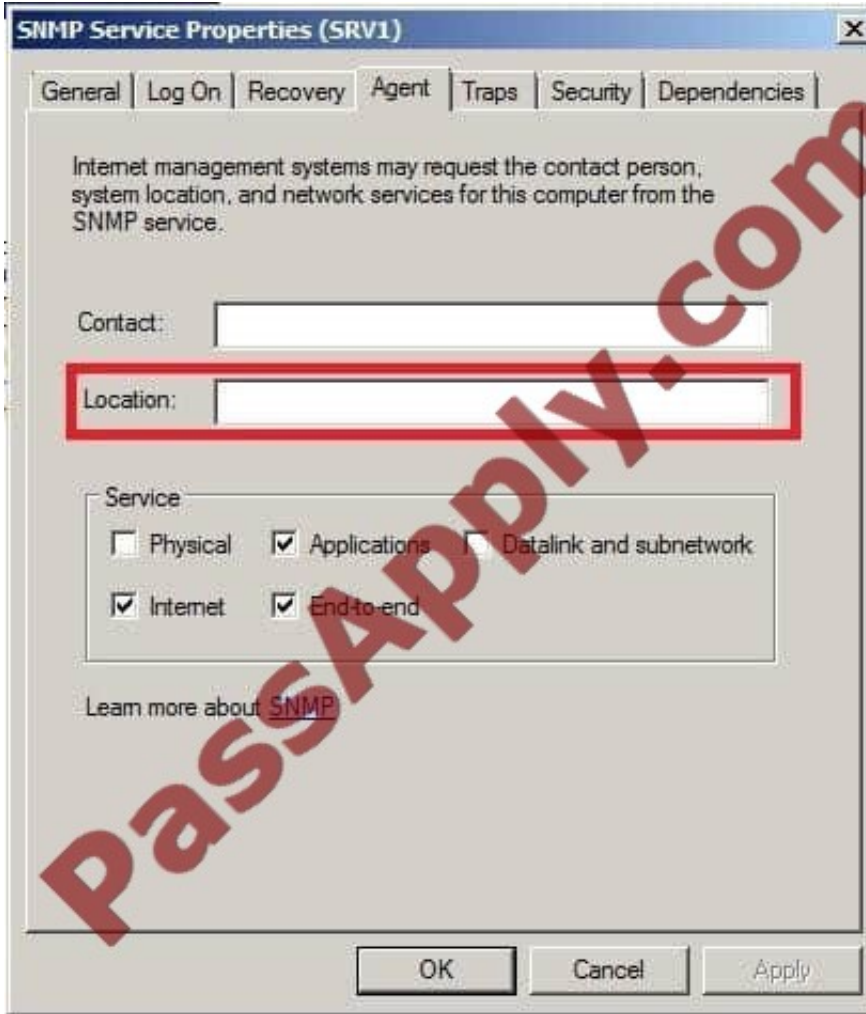 SNMP Service Properties (SRV1)
General Log On Recovery Agent Traps Security Dependencies
Internet management systems may request the contact person,
system location, and network services for this computer from the
SNMP service.
Contact:
Location:
Service
Physical Applications Datalink and subnetwork
Internet End-to-end
Learn more about SNMP
OK Cancel Apply
PassApply.com